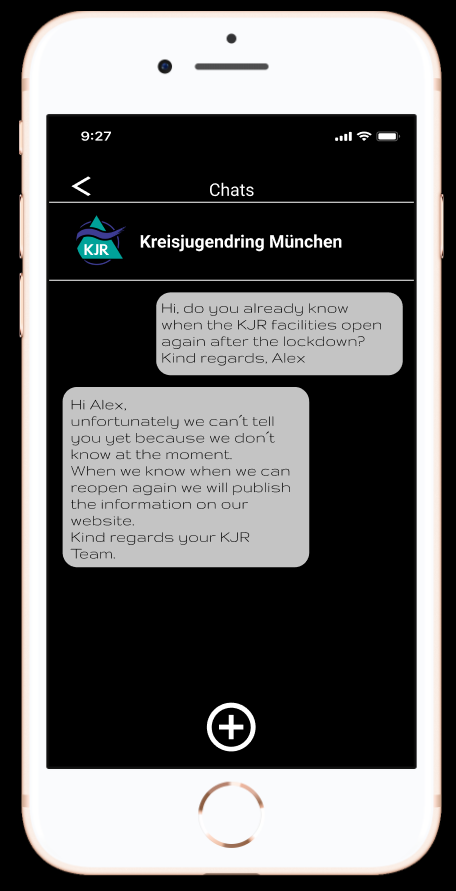 9:27
Chats
KJR
Kreisjugendring München
Hi, do you already know
when the KJR facilities open
again after the lockdown?
Kind regards, Alex
Hi Alex,
unfortunately we can´t tell
you yet because we don´t
know at the moment.
When we know when we can
reopen again we will publish
the information on our
website.
Kind regards your KJR
Team.